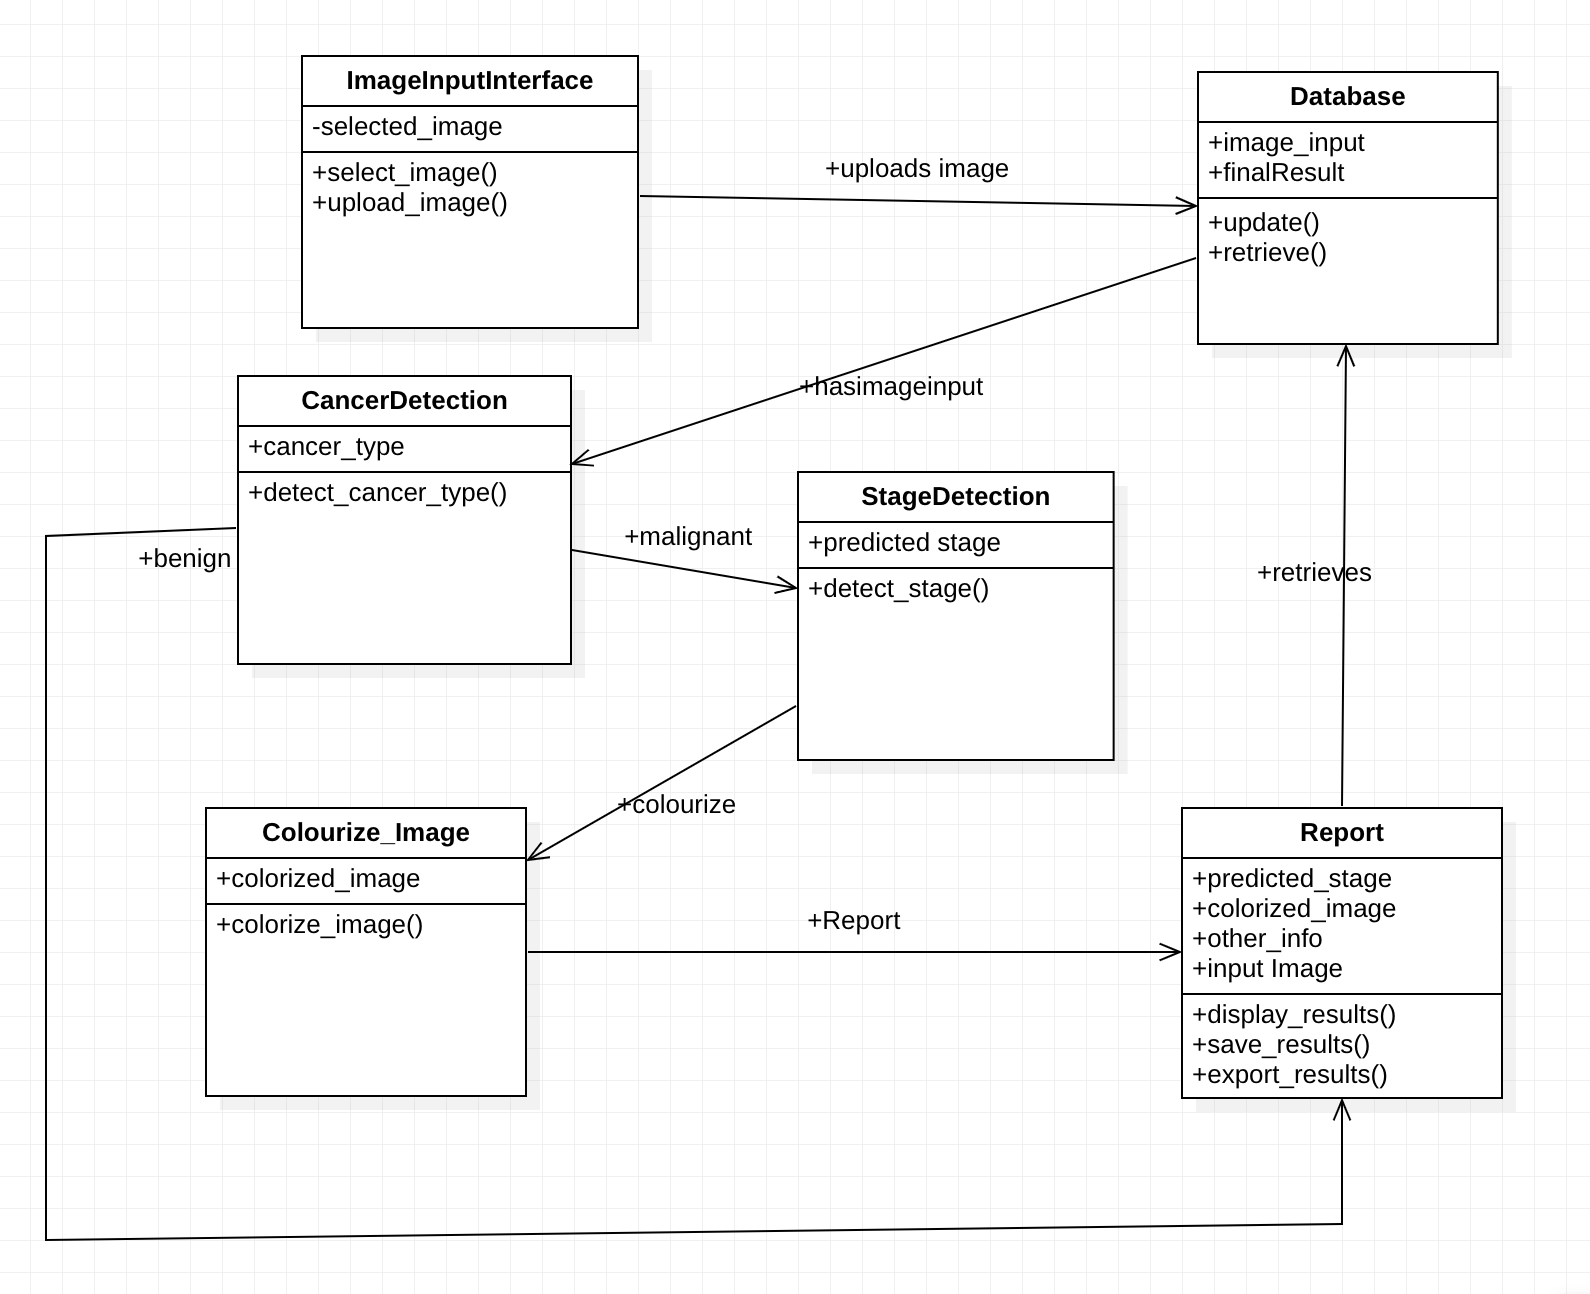 ImageInputInterface
-selected_image
+select_image()
+upload_image()
+uploads image
Database
+image_input
+finalResult
+update()
+retrieve()
+hasimageinput
CancerDetection
+cancer_type
+detect_cancer_type()
+benign
+malignant
StageDetection
+predicted stage
+detect_stage()
+retrieves
+colourize
Colourize_Image
+colorized_image
+colorize_image()
+Report
Report
+predicted_stage
+colorized_image
+other_info
+input Image
+display_results()
+save_results()
+export_results()